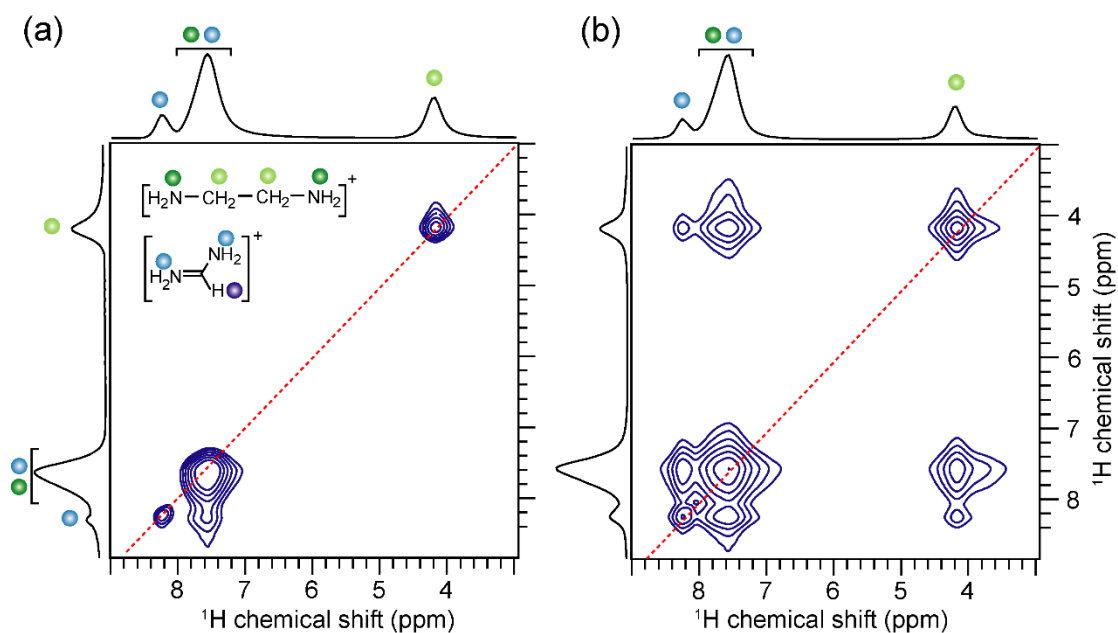 (a)
(b)
[H₂N—CH₂—CH₂—NH₂]⁺
[H₂N=C(H)—NH₂]⁺
8 7 6 5 4
¹H chemical shift (ppm)
8 7 6 5 4
¹H chemical shift (ppm)
4
5
6
7
8
¹H chemical shift (ppm)